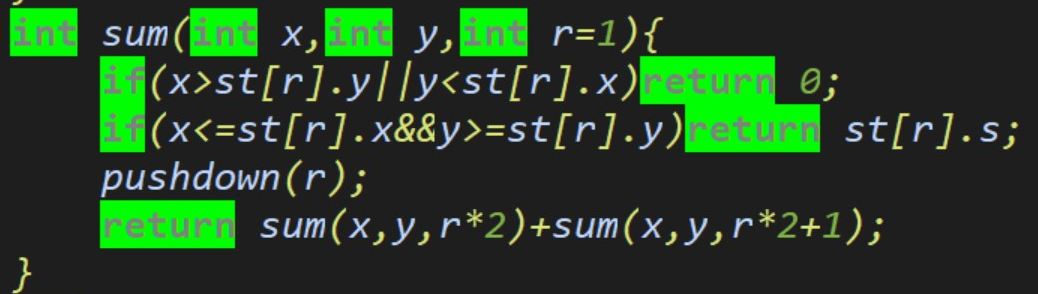 int sum(int x,int y,int r=1){
if(x>st[r].y||y<st[r].x)return 0;
if(x<=st[r].x&&y>=st[r].y)return st[r].s;
pushdown(r);
return sum(x,y,r*2)+sum(x,y,r*2+1);
}